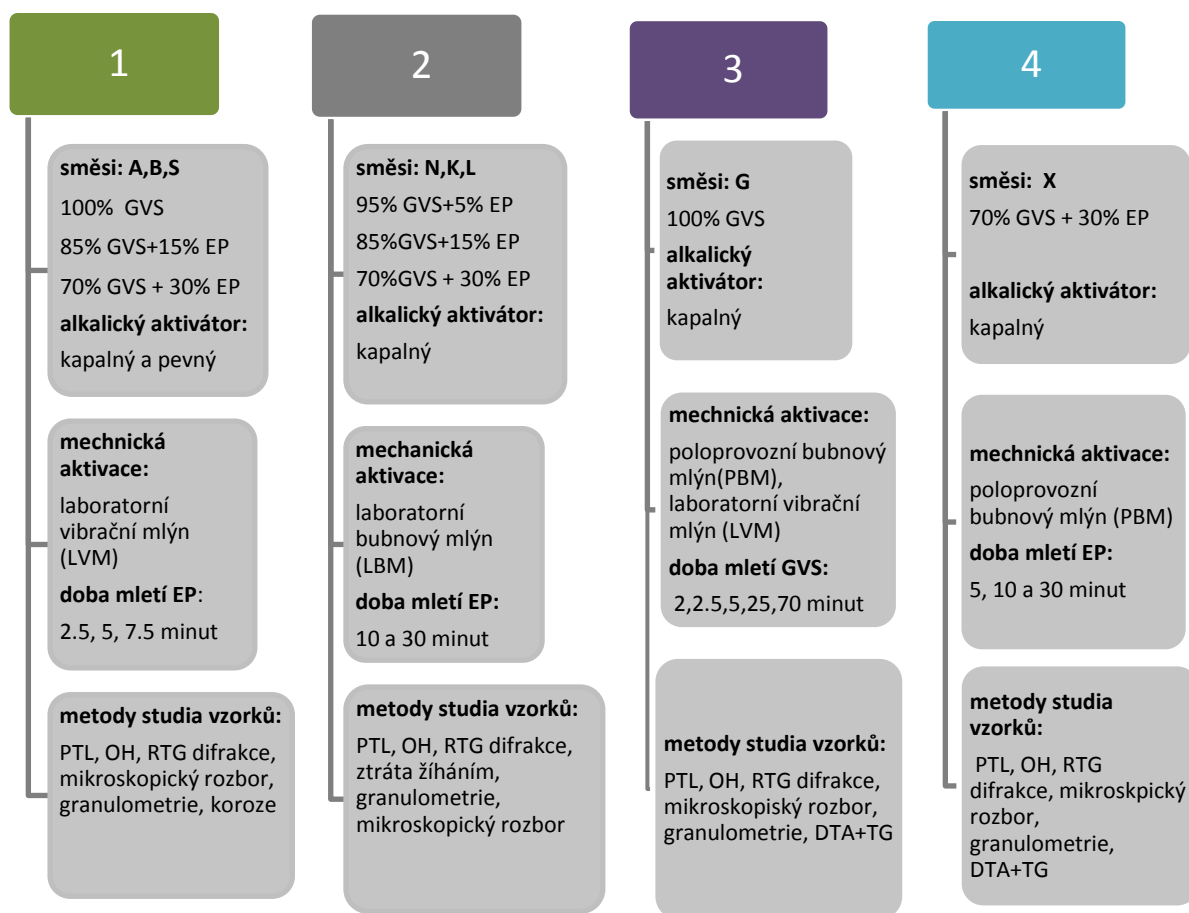 1
směsi: A,B,S
100% GVS
85% GVS+15% EP
70% GVS + 30% EP
alkalický aktivátor:
kapalný a pevný
mechnická
aktivace:
laboratorní
vibrační mlýn
(LVM)
doba mletí EP:
2.5, 5, 7.5 minut
metody studia vzorků:
PTL, OH, RTG difrakce,
mikroskopický rozbor,
granulometrie, koroze
2
směsi: N,K,L
95% GVS+5% EP
85%GVS+15% EP
70%GVS + 30% EP
alkalický aktivátor:
kapalný
mechanická
aktivace:
laboratorní
bubnový mlýn
(LBM)
doba mletí EP:
10 a 30 minut
metody studia vzorků:
PTL, OH, RTG difrakce,
ztráta žíháním,
granulometrie,
mikroskopický rozbor
3
směsi: G
100% GVS
alkalický
aktivátor:
kapalný
mechnická aktivace:
poloprovozní bubnový
mlýn(PBM),
laboratorní vibrační
mlýn (LVM)
doba mletí GVS:
2,2.5,5,25,70 minut
metody studia vzorků:
PTL, OH, RTG difrakce,
mikroskopiský rozbor,
granulometrie, DTA+TG
4
směsi: X
70% GVS + 30% EP
alkalický aktivátor:
kapalný
mechnická aktivace:
poloprovozní
bubnový mlýn (PBM)
doba mletí EP:
5, 10 a 30 minut
metody studia
vzorků:
PTL, OH, RTG
difrakce, mikroskpický
rozbor,
granulometrie,
DTA+TG